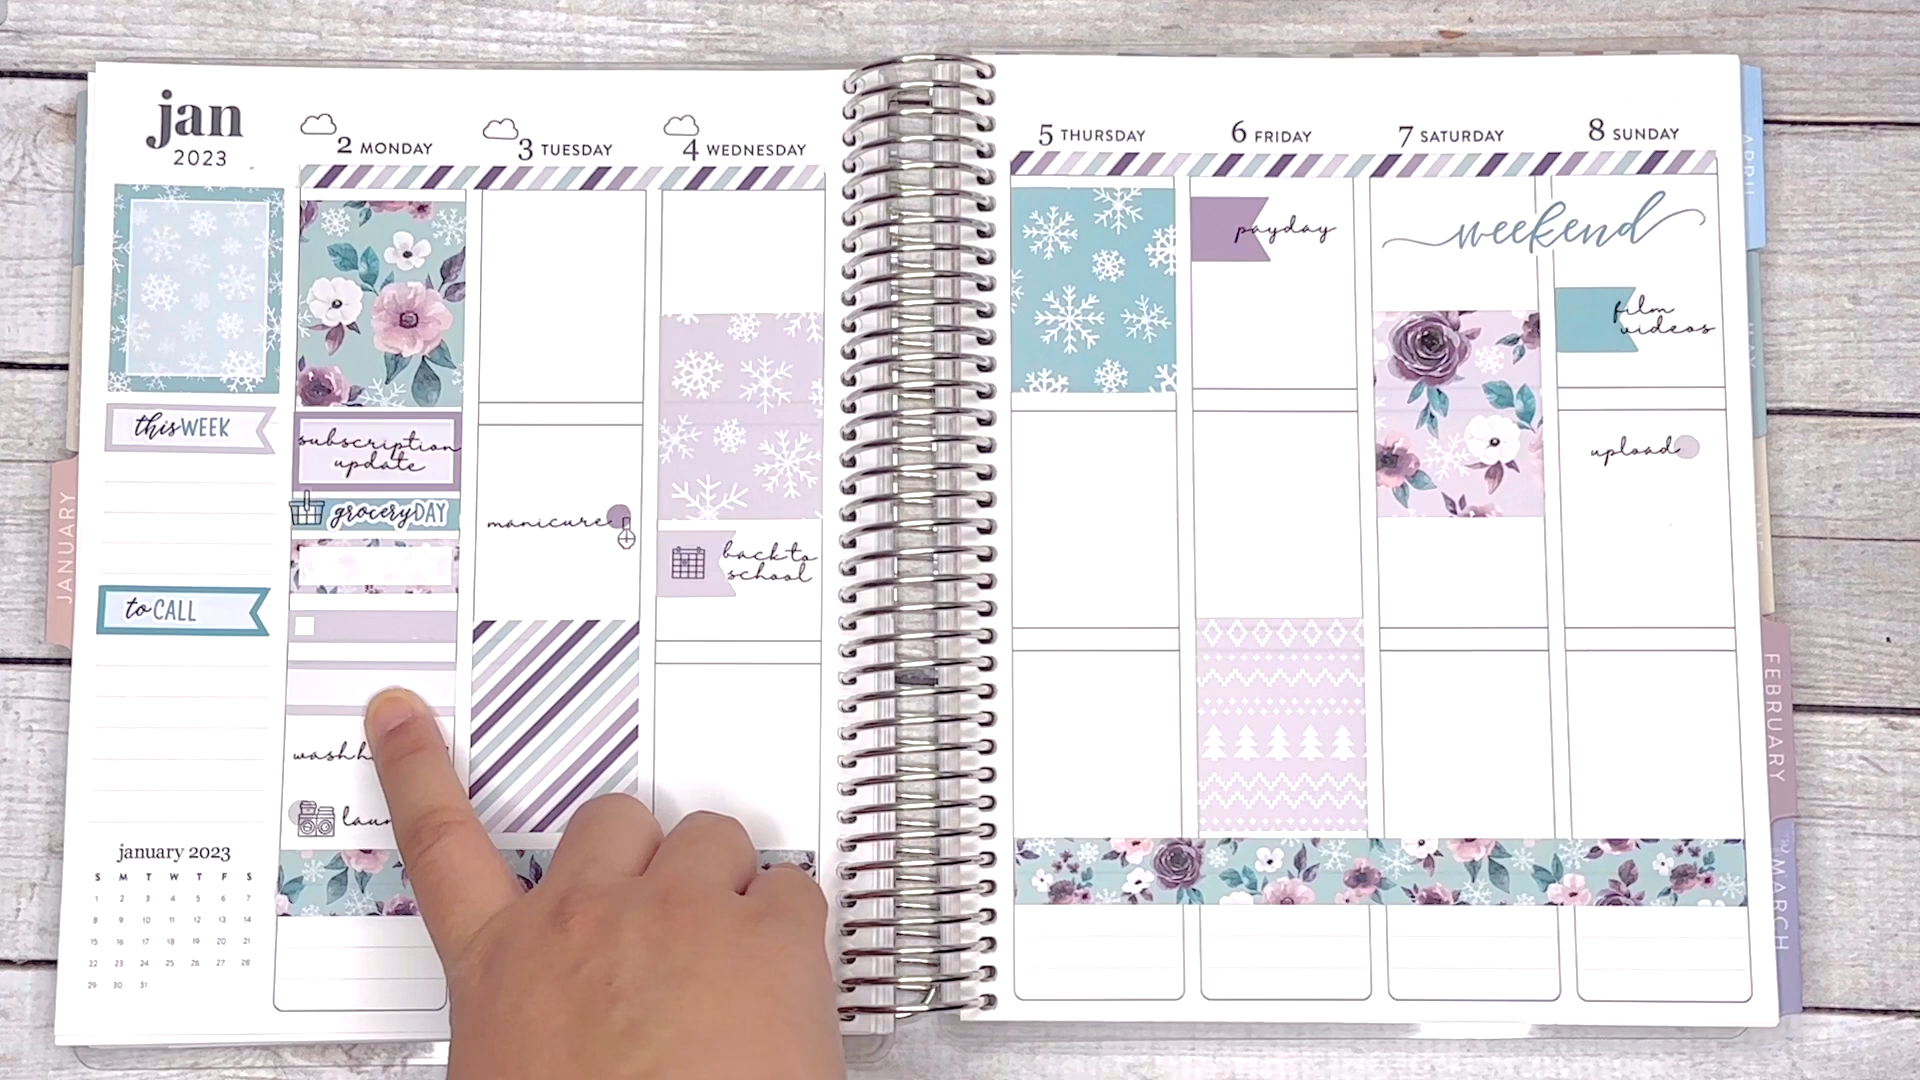 jan
2023
2 MONDAY
3 TUESDAY
4 WEDNESDAY
5 THURSDAY
6 FRIDAY
7 SATURDAY
8 SUNDAY
this WEEK
to CALL
subscription
update
grocery DAY
manicure
back to
school
payday
weekend
film
videos
upload
JANUARY
APRIL
FEBRUARY
MARCH
january 2023
S M T W T F S
1 2 3 4 5 6 7
8 9 10 11 12 13 14
15 16 17 18 19 20 21
22 23 24 25 26 27 28
29 30 31